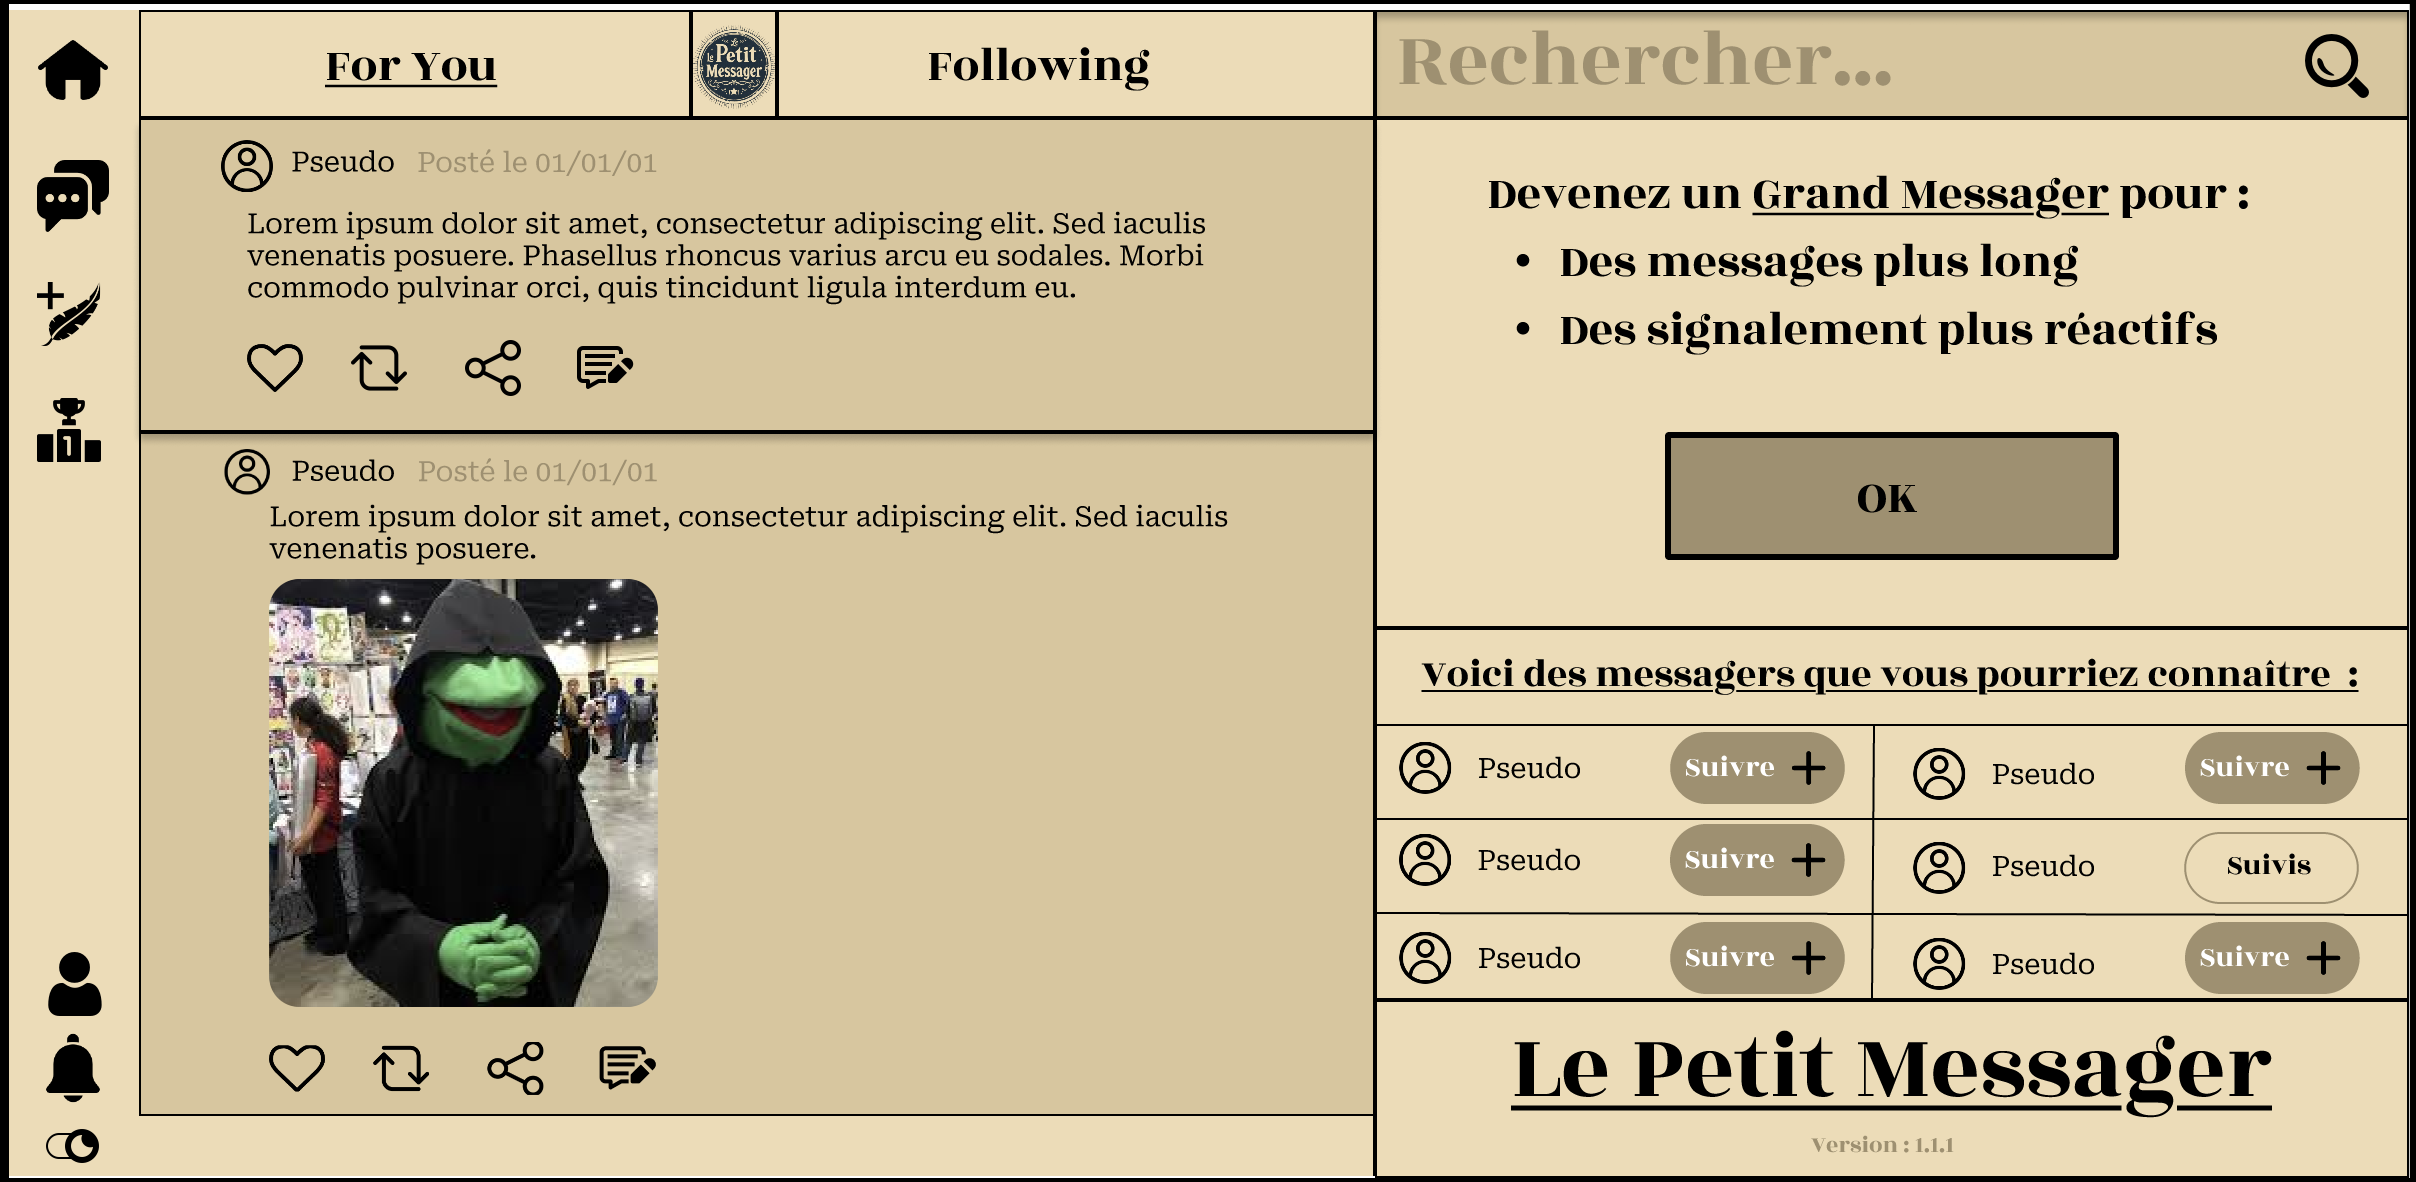 For You
Le
Petit
Messager
Following
Rechercher...
Pseudo Posté le 01/01/01
Lorem ipsum dolor sit amet, consectetur adipiscing elit. Sed iaculis
venenatis posuere. Phasellus rhoncus varius arcu eu sodales. Morbi
commodo pulvinar orci, quis tincidunt ligula interdum eu.
1
Pseudo Posté le 01/01/01
Lorem ipsum dolor sit amet, consectetur adipiscing elit. Sed iaculis
venenatis posuere.
Devenez un Grand Messager pour :
• Des messages plus long
• Des signalement plus réactifs
OK
Voici des messagers que vous pourriez connaître :
Pseudo Suivre + Pseudo Suivre +
Pseudo Suivre + Pseudo Suivis
Pseudo Suivre + Pseudo Suivre +
Le Petit Messager
Version : 1.1.1